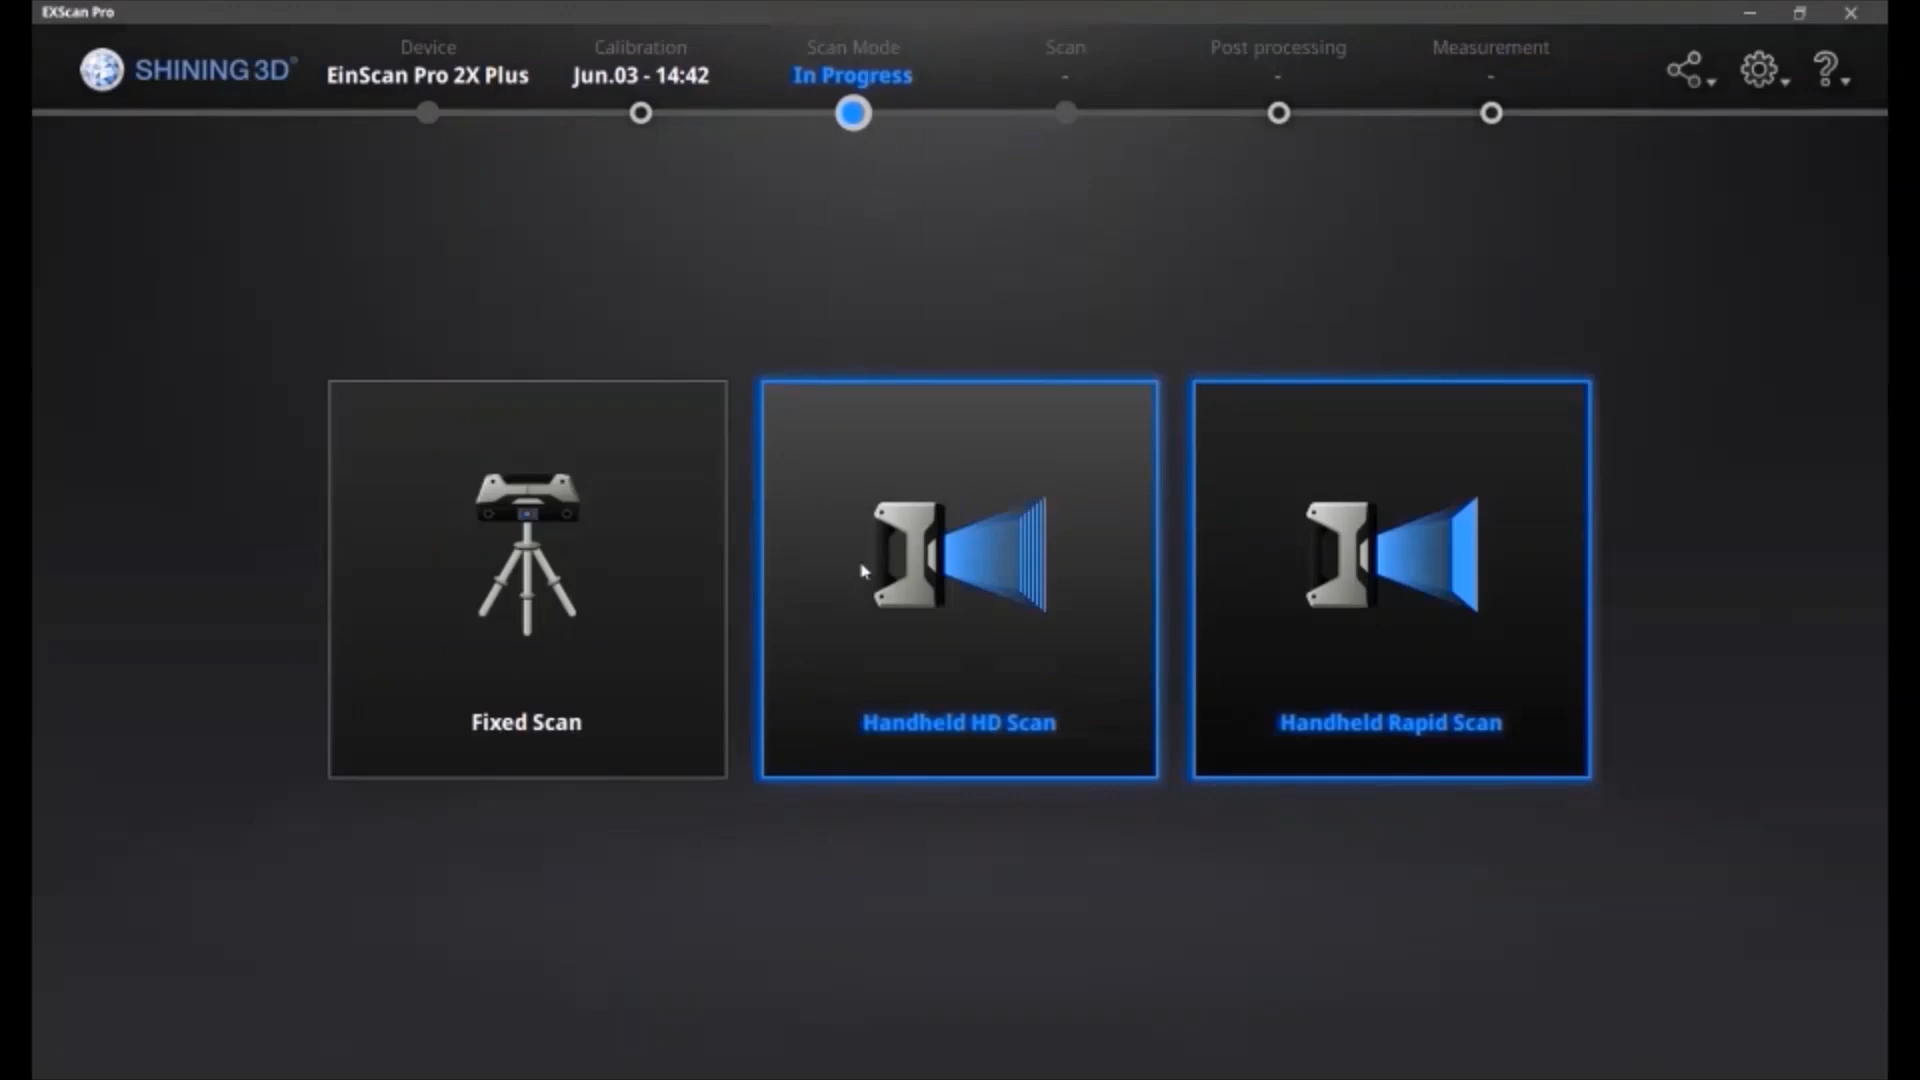 EXScan Pro
SHINING 3D®
Device
EinScan Pro 2X Plus
Calibration
Jun.03 - 14:42
Scan Mode
In Progress
Scan
-
Post processing
-
Measurement
-
?
Fixed Scan
Handheld HD Scan
Handheld Rapid Scan